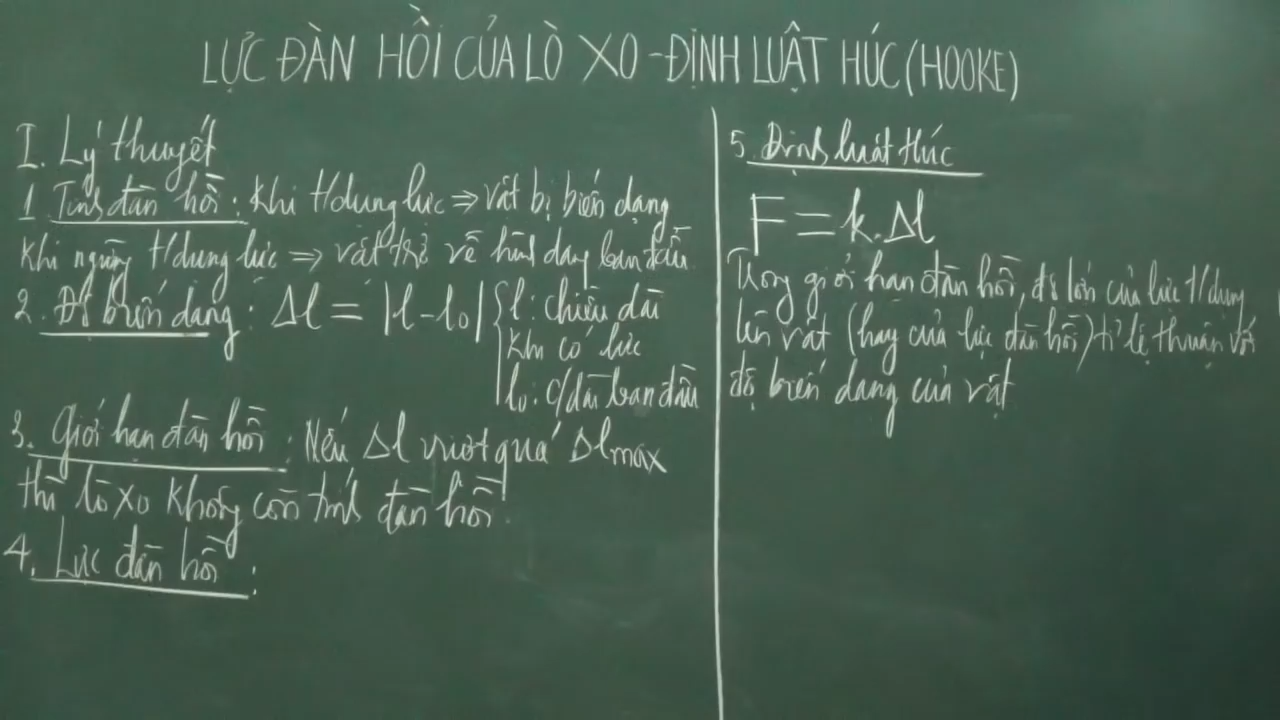 LỰC ĐÀN HỒI CỦA LÒ XO - ĐỊNH LUẬT HÚC (HOOKE)
I. Lý thuyết
1. Tính đàn hồi: Khi t/dụng lực => vật bị biến dạng
Khi ngừng t/dụng lực => vật trở về hình dạng ban đầu
2. Độ biến dạng: Δl = |l - l₀| { l: chiều dài
khi có lực
l₀: c/dài ban đầu
3. Giới hạn đàn hồi: Nếu Δl vượt quá Δlmax
thì lò xo không còn tính đàn hồi.
4. Lực đàn hồi:
5. Định luật Húc
F = k.Δl
Trong giới hạn đàn hồi, độ lớn của lực t/dụng
lên vật (hay của lực đàn hồi) tỉ lệ thuận với
độ biến dạng của vật